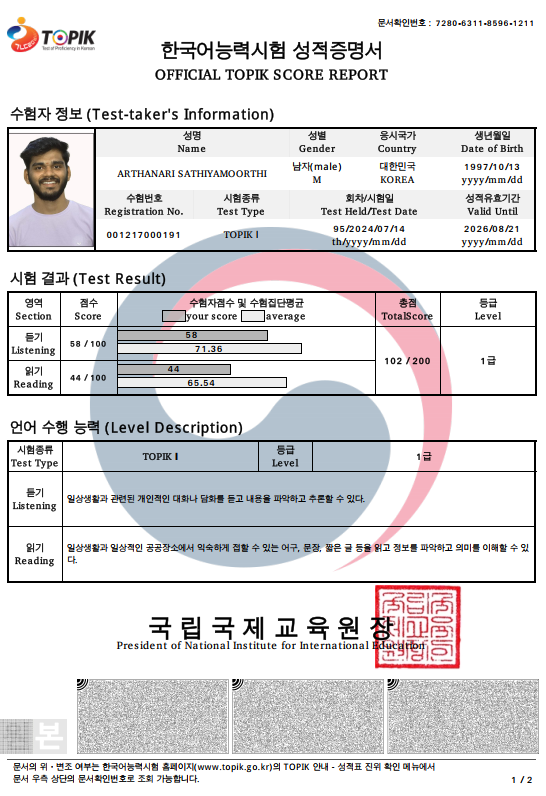 문서확인번호 : 7280-6311-8596-1211
TOPIK
Test of Proficiency in Korean
한국어능력시험 성적증명서
OFFICIAL TOPIK SCORE REPORT
수험자 정보 (Test-taker's Information)
성명 성별 응시국가 생년월일
Name Gender Country Date of Birth
ARTHANARI SATHIYAMOORTHI 남자(male) 대한민국 1997/10/13
M KOREA yyyy/mm/dd
수험번호 시험종류 회차/시험일 성적유효기간
Registration No. Test Type Test Held/Test Date Valid Until
001217000191 TOPIK Ⅰ 95/2024/07/14 2026/08/21
th/yyyy/mm/dd yyyy/mm/dd
시험 결과 (Test Result)
영역 점수 수험자점수 및 수험집단평균 총점 등급
Section Score your score average TotalScore Level
듣기 58 / 100 58
Listening 71.36
102 / 200 1급
읽기 44 / 100 44
Reading 65.54
언어 수행 능력 (Level Description)
시험종류 TOPIK Ⅰ 등급 1급
Test Type Level
듣기 일상생활과 관련된 개인적인 대화나 담화를 듣고 내용을 파악하고 추론할 수 있다.
Listening
읽기 일상생활과 일상적인 공공장소에서 익숙하게 접할 수 있는 어구, 문장, 짧은 글 등을 읽고 정보를 파악하고 의미를 이해할 수 있
Reading 다.
국립국제교육원장
President of National Institute for International Education
본
문서의 위・변조 여부는 한국어능력시험 홈페이지(www.topik.go.kr)의 TOPIK 안내 - 성적표 진위 확인 메뉴에서
문서 우측 상단의 문서확인번호로 조회 가능합니다.
1 / 2